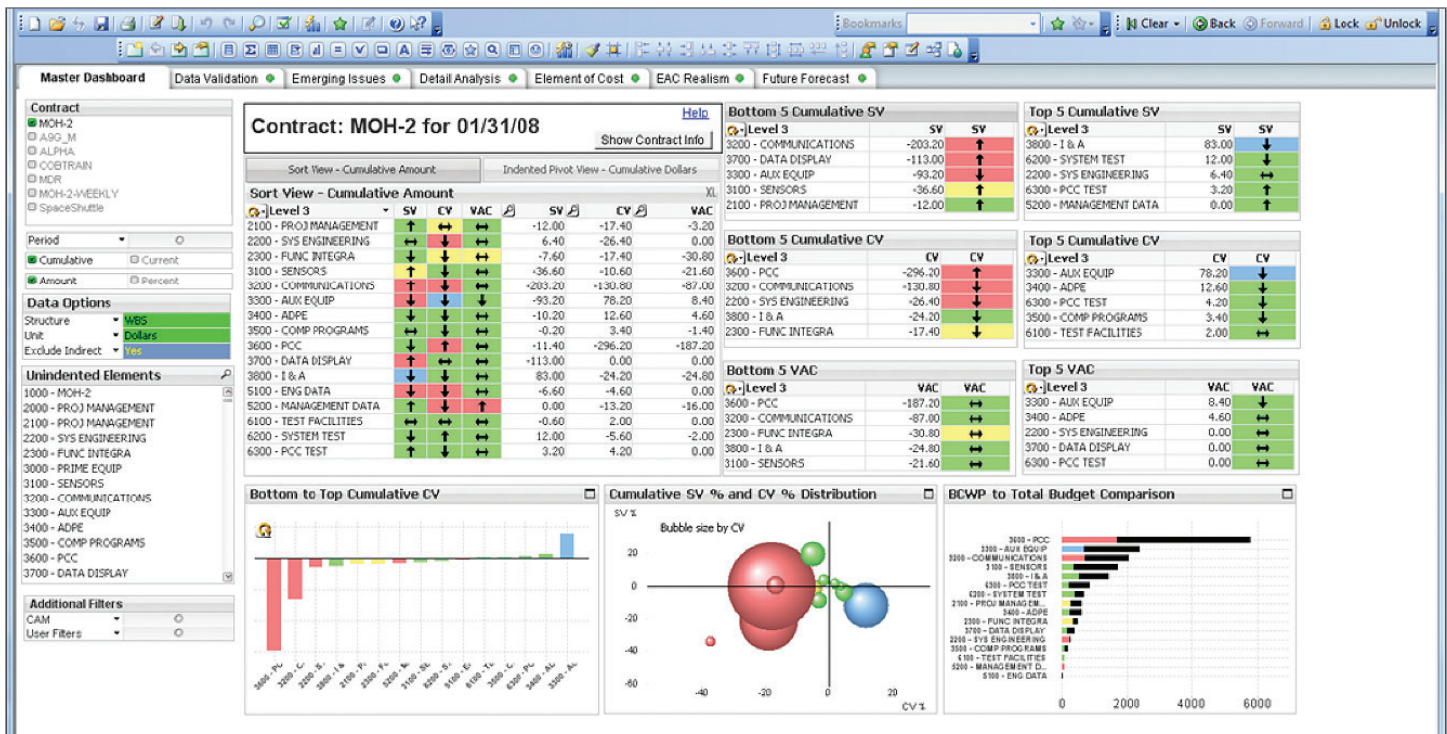 Bookmarks
Clear
Back
Forward
Lock
Unlock
Master Dashboard
Data Validation
Emerging Issues
Detail Analysis
Element of Cost
EAC Realism
Future Forecast
Contract
MOH-2
A9G_M
ALPHA
COBTRAIN
MDR
MOH-2-WEEKLY
SpaceShuttle
Period
Cumulative Current
Amount Percent
Data Options
Structure WBS
Unit Dollars
Exclude Indirect Yes
Unindented Elements
1000 - MOH-2
2000 - PROJ MANAGEMENT
2100 - PROJ MANAGEMENT
2200 - SYS ENGINEERING
2300 - FUNC INTEGRA
3000 - PRIME EQUIP
3100 - SENSORS
3200 - COMMUNICATIONS
3300 - AUX EQUIP
3400 - ADPE
3500 - COMP PROGRAMS
3600 - PCC
3700 - DATA DISPLAY
Additional Filters
CAM
User Filters
Help
Contract: MOH-2 for 01/31/08
Show Contract Info
Sort View - Cumulative Amount
Indented Pivot View - Cumulative Dollars
Sort View - Cumulative Amount XL
Level 3 SV CV VAC SV CV VAC
2100 - PROJ MANAGEMENT -12.00 -17.40 -3.20
2200 - SYS ENGINEERING 6.40 -26.40 0.00
2300 - FUNC INTEGRA -7.60 -17.40 -30.80
3100 - SENSORS -36.60 -10.60 -21.60
3200 - COMMUNICATIONS -203.20 -130.80 -87.00
3300 - AUX EQUIP -93.20 78.20 8.40
3400 - ADPE -10.20 12.60 4.60
3500 - COMP PROGRAMS -0.20 3.40 -1.40
3600 - PCC -11.40 -296.20 -187.20
3700 - DATA DISPLAY -113.00 0.00 0.00
3800 - I & A 83.00 -24.20 -24.80
5100 - ENG DATA -6.60 -4.60 0.00
5200 - MANAGEMENT DATA 0.00 -13.20 -16.00
6100 - TEST FACILITIES -0.60 2.00 0.00
6200 - SYSTEM TEST 12.00 -5.60 -2.00
6300 - PCC TEST 3.20 4.20 0.00
Bottom 5 Cumulative SV
Level 3 SV SV
3200 - COMMUNICATIONS -203.20
3700 - DATA DISPLAY -113.00
3300 - AUX EQUIP -93.20
3100 - SENSORS -36.60
2100 - PROJ MANAGEMENT -12.00
Top 5 Cumulative SV
Level 3 SV SV
3800 - I & A 83.00
6200 - SYSTEM TEST 12.00
2200 - SYS ENGINEERING 6.40
6300 - PCC TEST 3.20
5200 - MANAGEMENT DATA 0.00
Bottom 5 Cumulative CV
Level 3 CV CV
3600 - PCC -296.20
3200 - COMMUNICATIONS -130.80
2200 - SYS ENGINEERING -26.40
3800 - I & A -24.20
2300 - FUNC INTEGRA -17.40
Top 5 Cumulative CV
Level 3 CV CV
3300 - AUX EQUIP 78.20
3400 - ADPE 12.60
6300 - PCC TEST 4.20
3500 - COMP PROGRAMS 3.40
6100 - TEST FACILITIES 2.00
Bottom 5 VAC
Level 3 VAC VAC
3600 - PCC -187.20
3200 - COMMUNICATIONS -87.00
2300 - FUNC INTEGRA -30.80
3800 - I & A -24.80
3100 - SENSORS -21.60
Top 5 VAC
Level 3 VAC VAC
3300 - AUX EQUIP 8.40
3400 - ADPE 4.60
2200 - SYS ENGINEERING 0.00
3700 - DATA DISPLAY 0.00
6300 - PCC TEST 0.00
Bottom to Top Cumulative CV
3600 - PC.
3200 - C.
2200 - S.
3800 - I &
2100 - P.
2300 - F.
3100 - SE.
6200 - S.
3400 - AD.
3300 - AU.
Cumulative SV % and CV % Distribution
SV %
Bubble size by CV
20
0
-20
-40
-60
-40 -20 0 20
CV %
BCWP to Total Budget Comparison
3600 - PCC
3300 - AUX EQUIP
3200 - COMMUNICATIONS
3100 - SENSORS
3800 - I & A
6300 - PCC TEST
6200 - SYSTEM TEST
2100 - PROJ MANAGEM...
3400 - ADPE
2300 - FUNC INTEGRA
3700 - DATA DISPLAY
2200 - SYS ENGINEERING
3500 - COMP PROGRAMS
6100 - TEST FACILITIES
5200 - MANAGEMENT D...
5100 - ENG DATA
0 2000 4000 6000